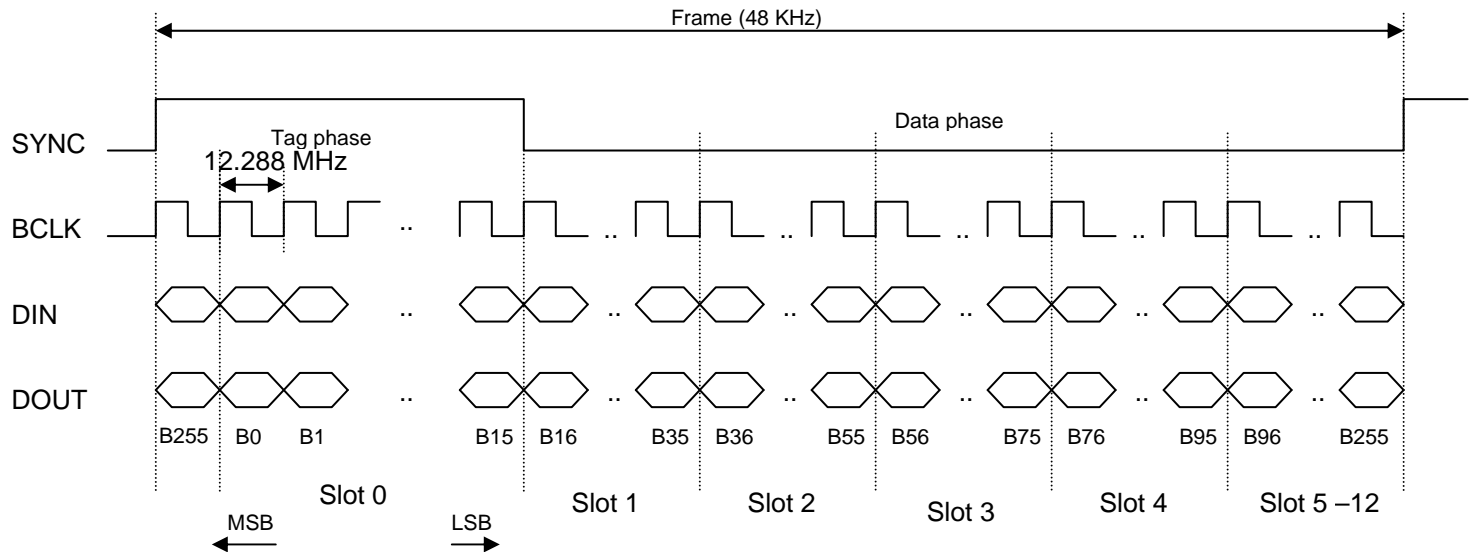 Frame (48 KHz)
SYNC
Tag phase
Data phase
12.288 MHz
BCLK
.. .. .. .. .. ..
DIN
.. .. .. .. .. ..
DOUT
.. .. .. .. .. ..
B255 B0 B1 B15 B16 B35 B36 B55 B56 B75 B76 B95 B96 B255
Slot 0 Slot 1 Slot 2 Slot 3 Slot 4 Slot 5 –12
MSB LSB